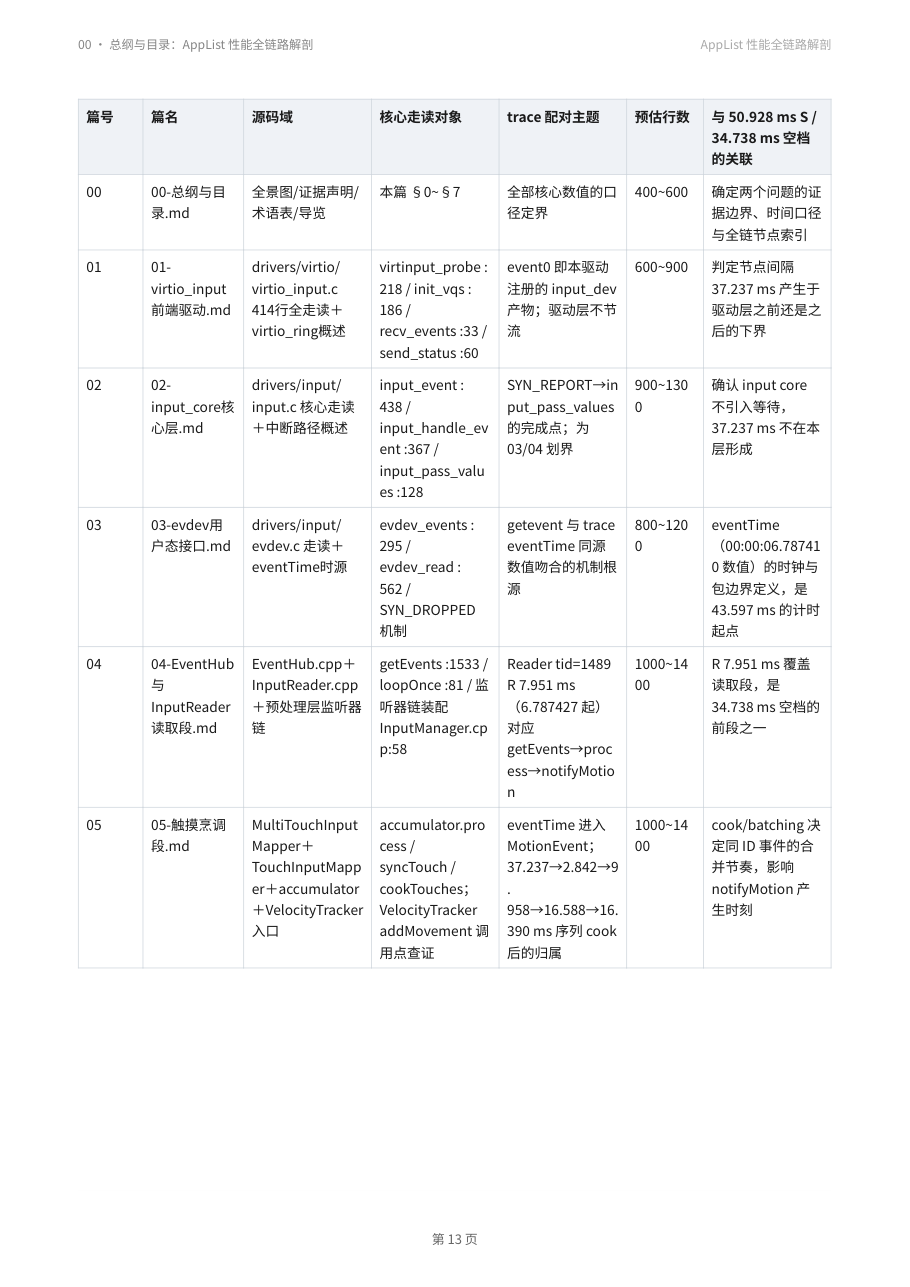 00 · 总纲与目录：AppList 性能全链路解剖
AppList 性能全链路解剖
篇号
篇名
源码域
核心走读对象
trace 配对主题
预估行数
与 50.928 ms S /
34.738 ms 空档
的关联
00
00-总纲与目
录.md
全景图/证据声明/
术语表/导览
本篇 §0~§7
全部核心数值的口
径定界
400~600
确定两个问题的证
据边界、时间口径
与全链节点索引
01
01-
virtio_input
前端驱动.md
drivers/virtio/
virtio_input.c
414行全走读＋
virtio_ring概述
virtinput_probe :
218 / init_vqs :
186 /
recv_events :33 /
send_status :60
event0 即本驱动
注册的 input_dev
产物；驱动层不节
流
600~900
判定节点间隔
37.237 ms 产生于
驱动层之前还是之
后的下界
02
02-
input_core核
心层.md
drivers/input/
input.c 核心走读
＋中断路径概述
input_event :
438 /
input_handle_ev
ent :367 /
input_pass_valu
es :128
SYN_REPORT→in
put_pass_values
的完成点；为
03/04 划界
900~130
0
确认 input core
不引入等待，
37.237 ms 不在本
层形成
03
03-evdev用
户态接口.md
drivers/input/
evdev.c 走读＋
eventTime时源
evdev_events :
295 /
evdev_read :
562 /
SYN_DROPPED
机制
getevent 与 trace
eventTime 同源
数值吻合的机制根
源
800~120
0
eventTime
（00:00:06.78741
0 数值）的时钟与
包边界定义，是
43.597 ms 的计时
起点
04
04-EventHub
与
InputReader
读取段.md
EventHub.cpp＋
InputReader.cpp
＋预处理层监听器
链
getEvents :1533 /
loopOnce :81 / 监
听器链装配
InputManager.cp
p:58
Reader tid=1489
R 7.951 ms
（6.787427 起）
对应
getEvents→proc
ess→notifyMotio
n
1000~14
00
R 7.951 ms 覆盖
读取段，是
34.738 ms 空档的
前段之一
05
05-触摸烹调
段.md
MultiTouchInput
Mapper＋
TouchInputMapp
er＋accumulator
＋VelocityTracker
入口
accumulator.pro
cess /
syncTouch /
cookTouches；
VelocityTracker
addMovement 调
用点查证
eventTime 进入
MotionEvent；
37.237→2.842→9
.
958→16.588→16.
390 ms 序列 cook
后的归属
1000~14
00
cook/batching 决
定同 ID 事件的合
并节奏，影响
notifyMotion 产
生时刻
第 13 页